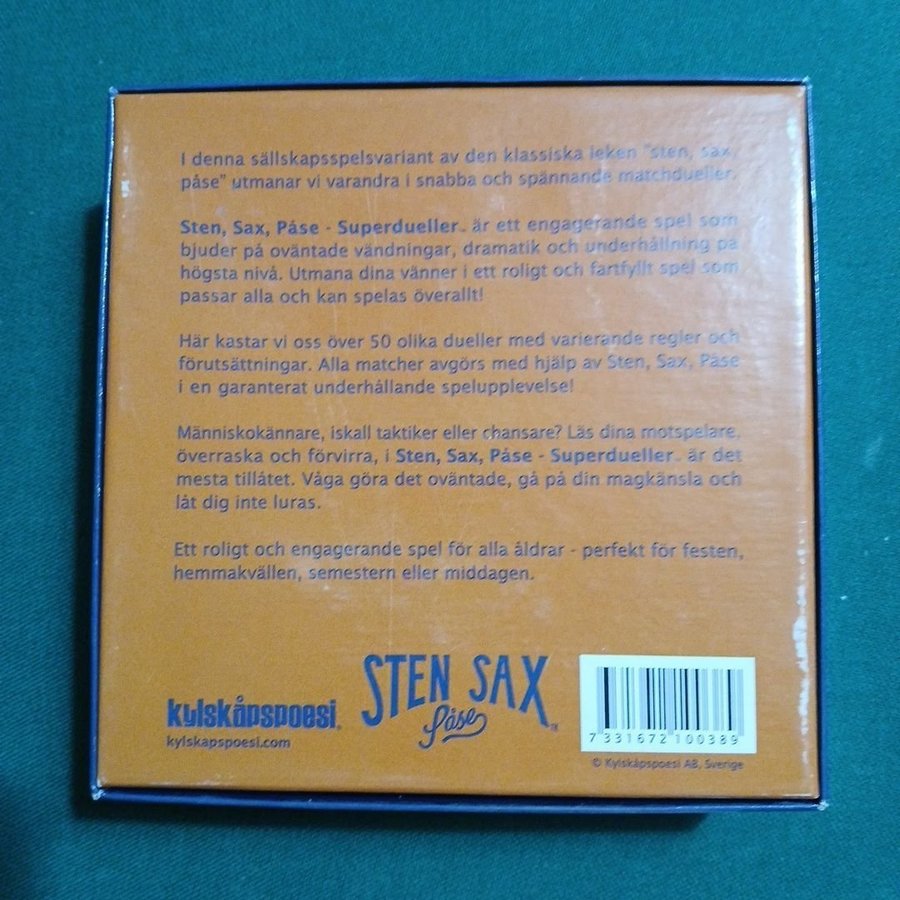 I denna sällskapsspelsvariant av den klassiska leken "sten, sax,
påse" utmanar vi varandra i snabba och spännande matchdueller.
Sten, Sax, Påse - Superdueller™ är ett engagerande spel som
bjuder på oväntade vändningar, dramatik och underhållning på
högsta nivå. Utmana dina vänner i ett roligt och fartfyllt spel som
passar alla och kan spelas överallt!
Här kastar vi oss över 50 olika dueller med varierande regler och
förutsättningar. Alla matcher avgörs med hjälp av Sten, Sax, Påse
i en garanterat underhållande spelupplevelse!
Människokännare, iskall taktiker eller chansare? Läs dina motspelare,
överraska och förvirra, i Sten, Sax, Påse - Superdueller™ är det
mesta tillåtet. Våga göra det oväntade, gå på din magkänsla och
låt dig inte luras.
Ett roligt och engagerande spel för alla åldrar - perfekt för festen,
hemmakvällen, semestern eller middagen.
kylskåpspoesi®
kylskapspoesi.com
STEN SAX
Påse™
7 331672 100389
© Kylskåpspoesi AB, Sverige